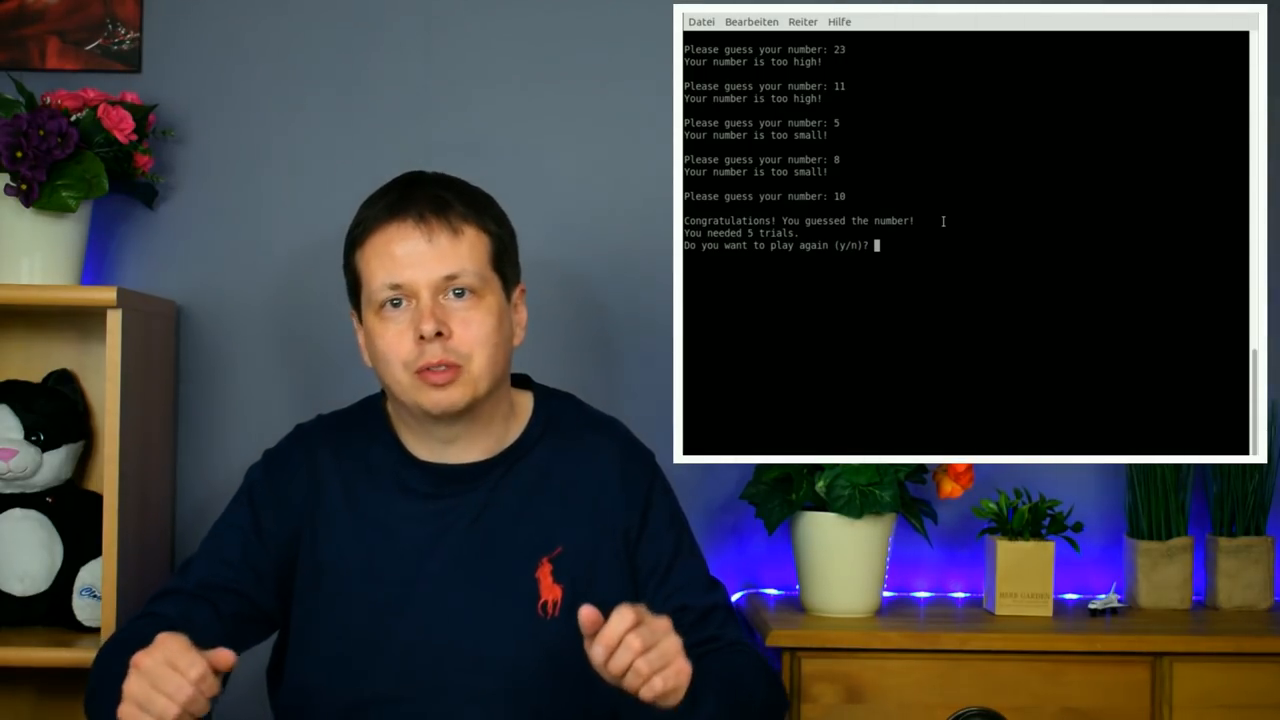 Datei Bearbeiten Reiter Hilfe
Please guess your number: 23
Your number is too high!
Please guess your number: 11
Your number is too high!
Please guess your number: 5
Your number is too small!
Please guess your number: 8
Your number is too small!
Please guess your number: 10
Congratulations! You guessed the number!
You needed 5 trials.
Do you want to play again (y/n)?
HERB GARDEN